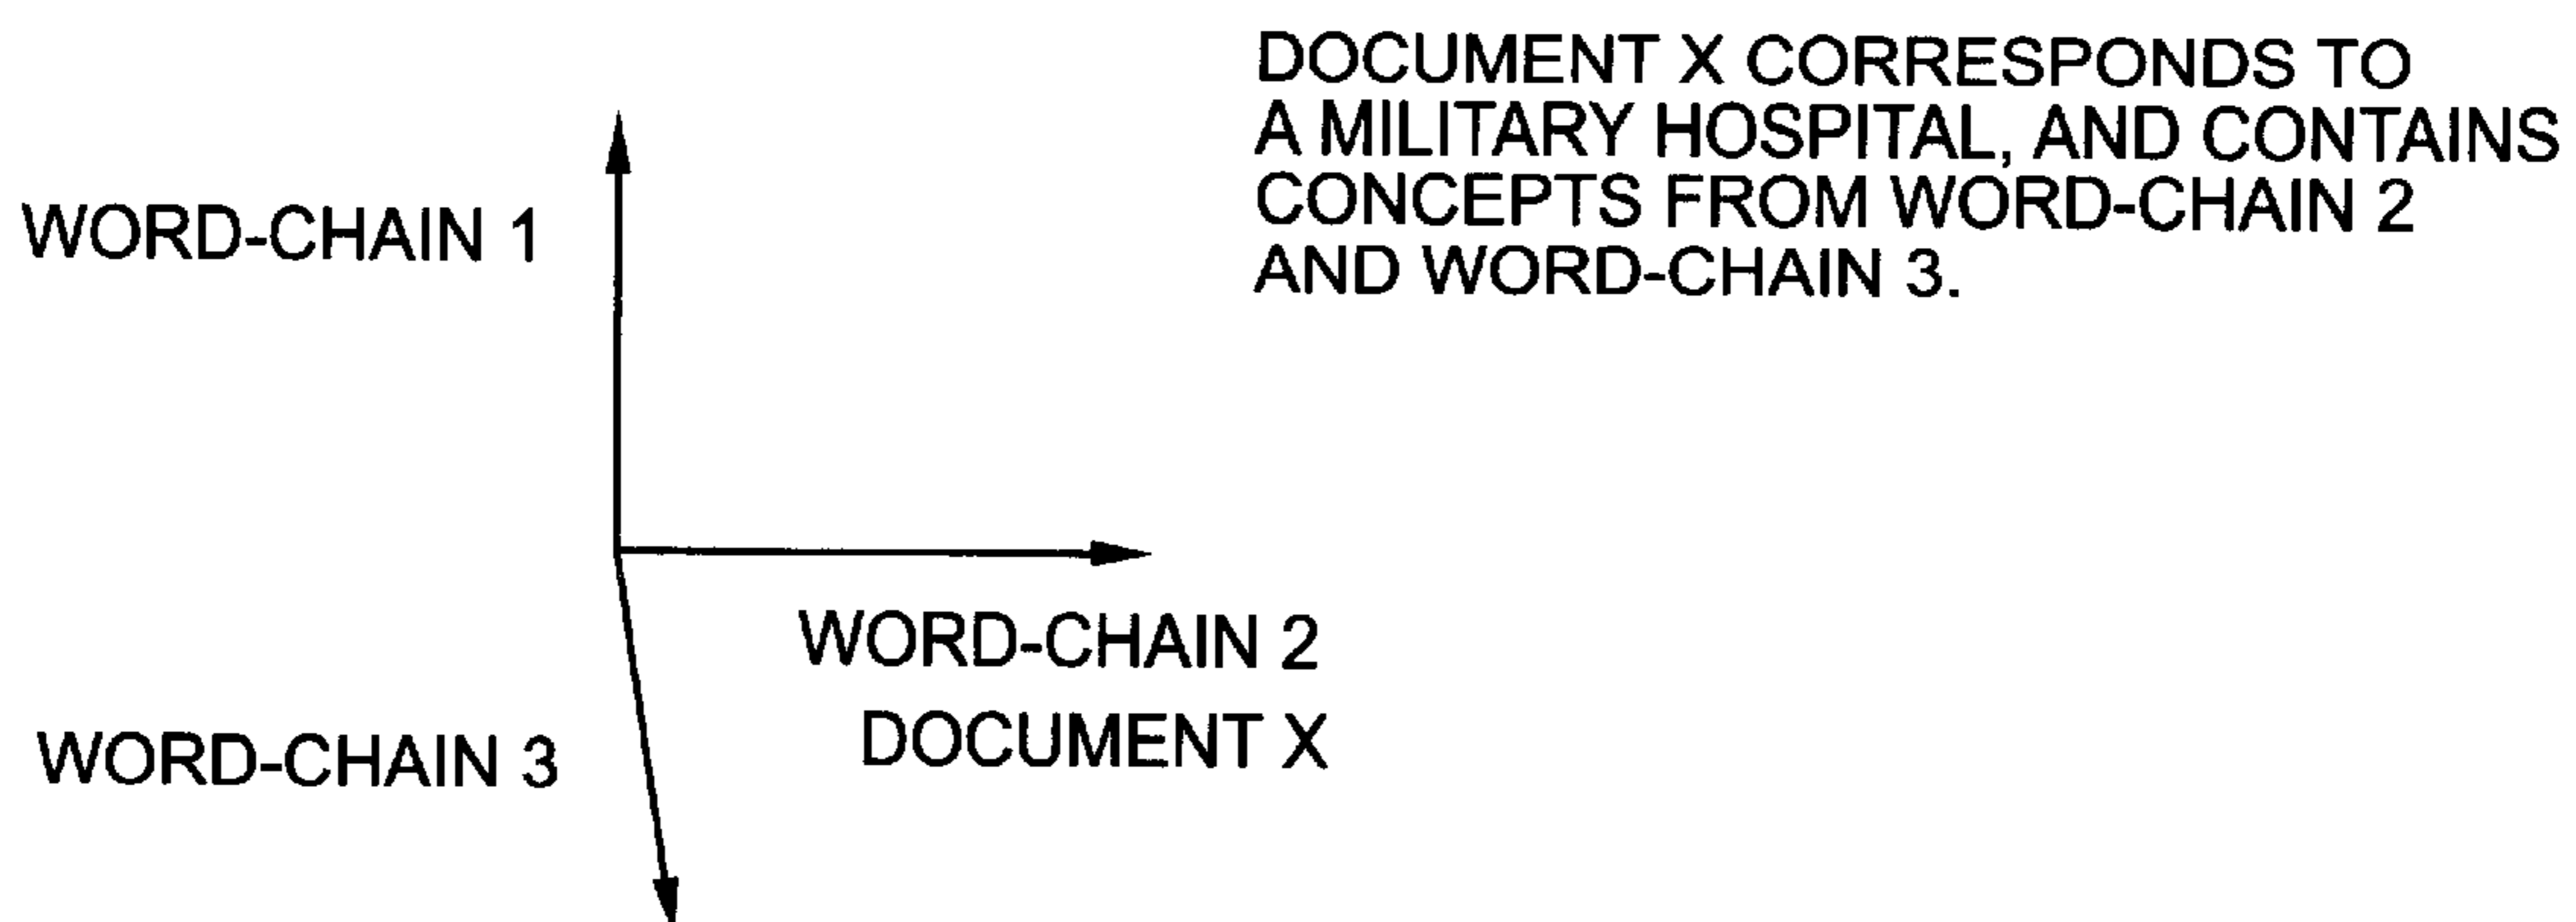 DOCUMENT X CORRESPONDS TO
A MILITARY HOSPITAL, AND CONTAINS
CONCEPTS FROM WORD-CHAIN 2
AND WORD-CHAIN 3.
WORD-CHAIN 1
WORD-CHAIN 2
DOCUMENT X
WORD-CHAIN 3